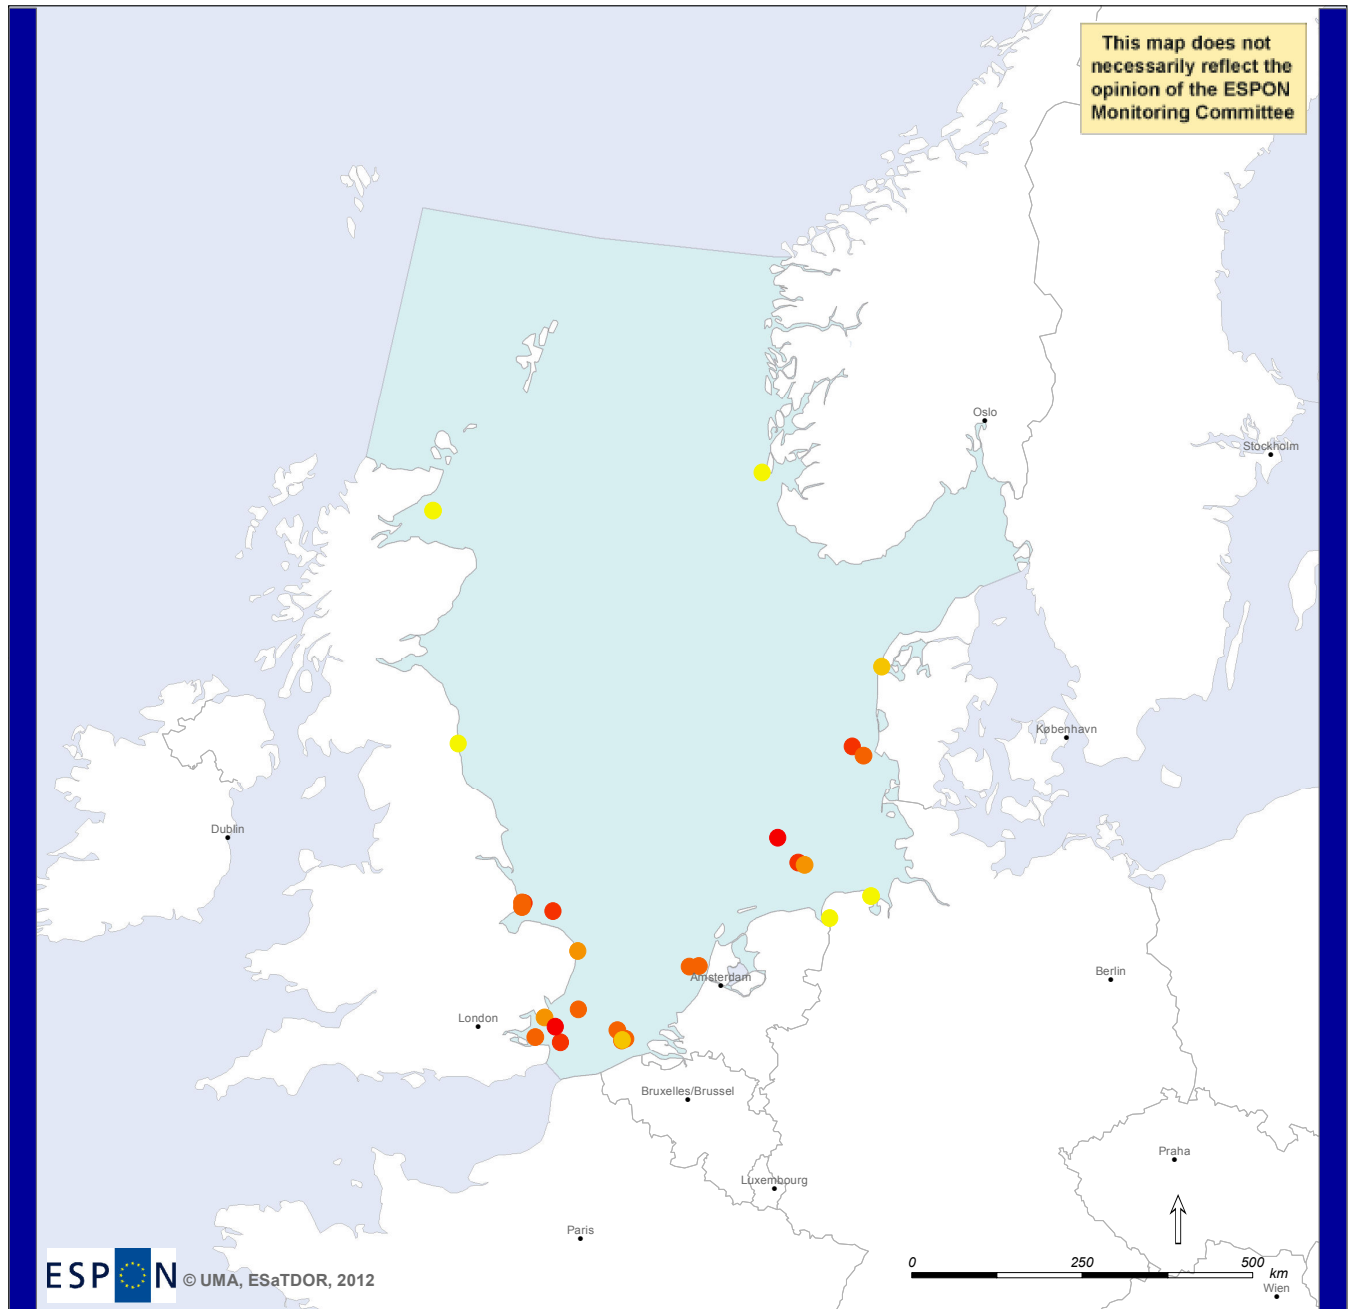 This map does not
necessarily reflect the
opinion of the ESPON
Monitoring Committee
Oslo
Stockholm
København
Dublin
Berlin
Amsterdam
London
Bruxelles/Brussel
Praha
Luxembourg
Paris
0 250 500
km
ESPON © UMA, ESaTDOR, 2012
Wien